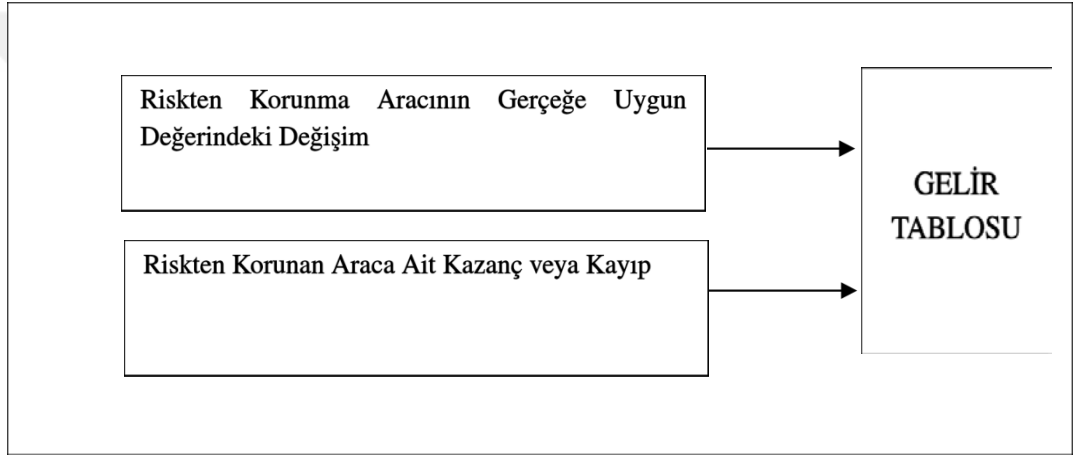 Riskten Korunma Aracının Gerçeğe Uygun
Değerindeki Değişim
GELİR
TABLOSU
Riskten Korunan Araca Ait Kazanç veya Kayıp